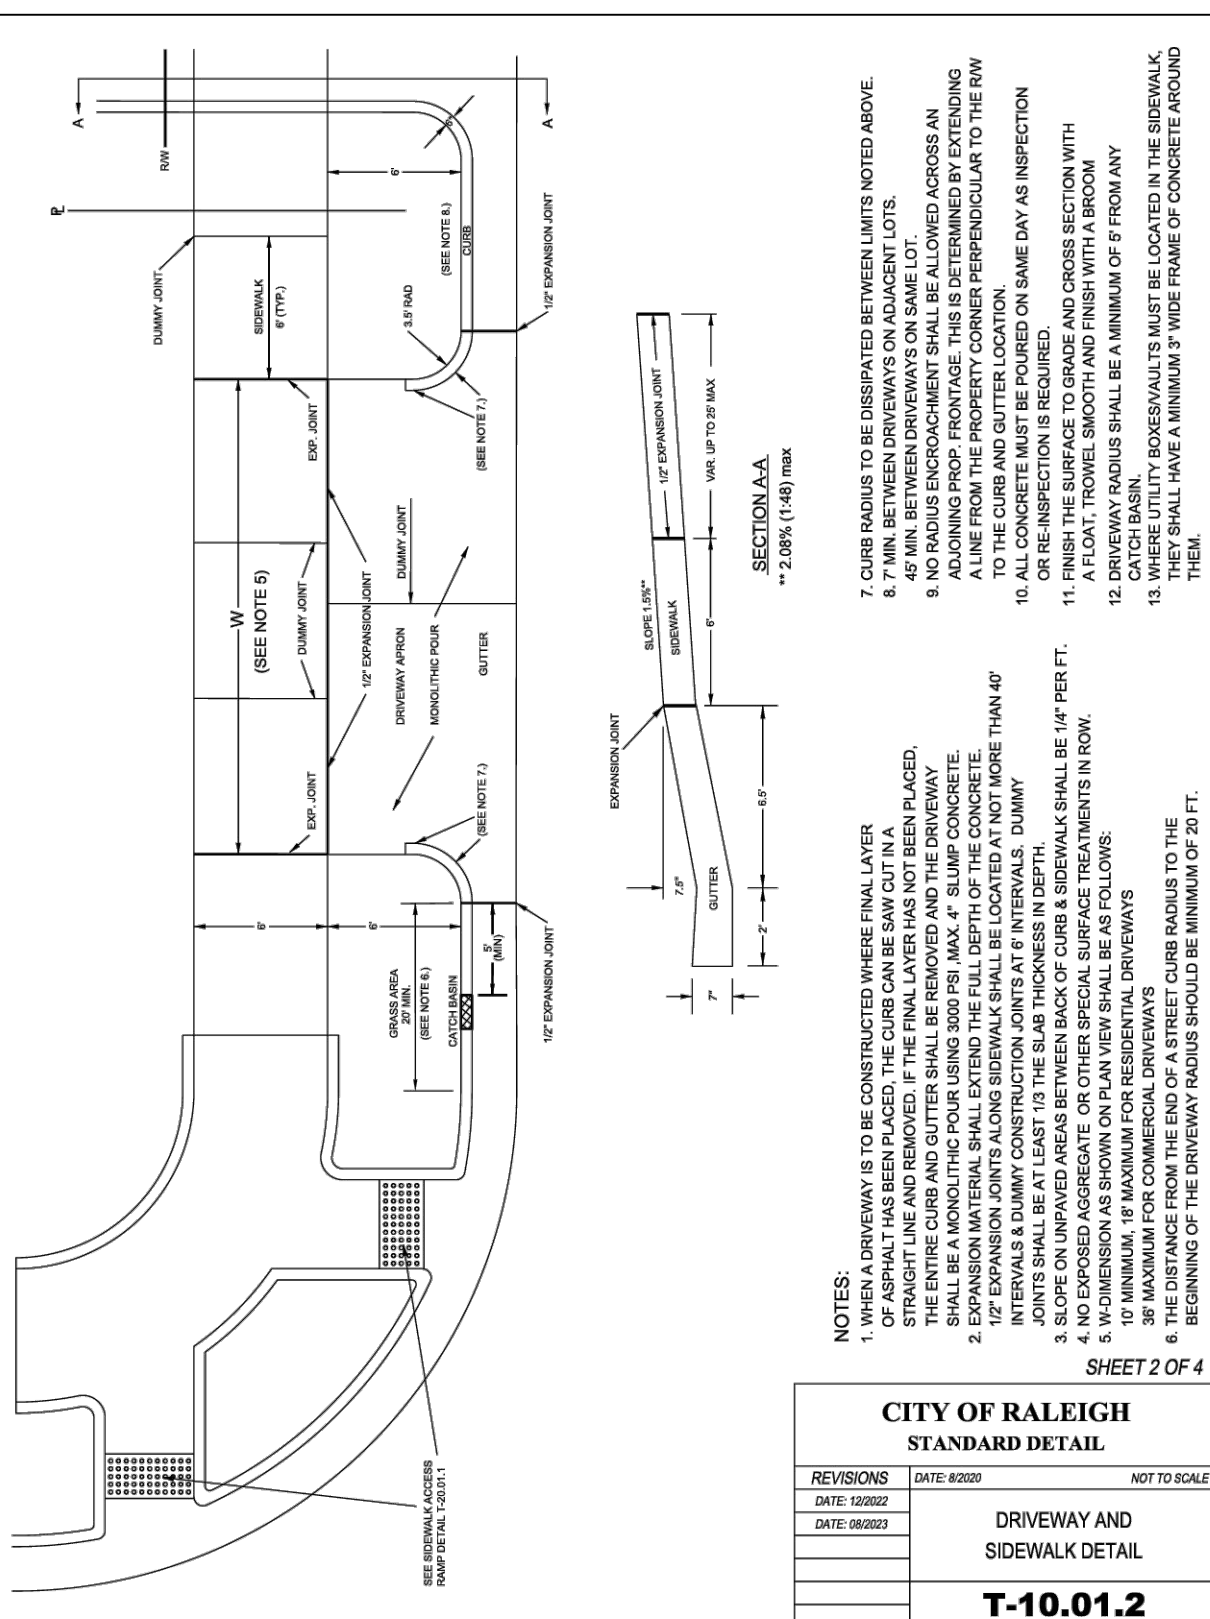 A
A
R/W
PL
6"
6'
DUMMY JOINT
SIDEWALK
6' (TYP.)
(SEE NOTE 8.)
CURB
3.5' RAD
1/2" EXPANSION JOINT
W
(SEE NOTE 5)
EXP. JOINT
(SEE NOTE 7.)
DUMMY JOINT
DUMMY JOINT
1/2" EXPANSION JOINT
DRIVEWAY APRON
MONOLITHIC POUR
GUTTER
EXP. JOINT
(SEE NOTE 7.)
6'
6'
GRASS AREA
20' MIN.
(SEE NOTE 6.)
CATCH BASIN
5'
(MIN)
1/2" EXPANSION JOINT
SEE SIDEWALK ACCESS
RAMP DETAIL T-20.01.1
EXPANSION JOINT
SLOPE 1.5%**
SIDEWALK
1/2" EXPANSION JOINT
VAR. UP TO 25' MAX
6'
6.5'
7.5"
GUTTER
2'
7"
SECTION A-A
** 2.08% (1:48) max
NOTES:
1. WHEN A DRIVEWAY IS TO BE CONSTRUCTED WHERE FINAL LAYER
OF ASPHALT HAS BEEN PLACED, THE CURB CAN BE SAW CUT IN A
STRAIGHT LINE AND REMOVED. IF THE FINAL LAYER HAS NOT BEEN PLACED,
THE ENTIRE CURB AND GUTTER SHALL BE REMOVED AND THE DRIVEWAY
SHALL BE A MONOLITHIC POUR USING 3000 PSI ,MAX. 4" SLUMP CONCRETE.
2. EXPANSION MATERIAL SHALL EXTEND THE FULL DEPTH OF THE CONCRETE.
1/2" EXPANSION JOINTS ALONG SIDEWALK SHALL BE LOCATED AT NOT MORE THAN 40'
INTERVALS & DUMMY CONSTRUCTION JOINTS AT 6' INTERVALS. DUMMY
JOINTS SHALL BE AT LEAST 1/3 THE SLAB THICKNESS IN DEPTH.
3. SLOPE ON UNPAVED AREAS BETWEEN BACK OF CURB & SIDEWALK SHALL BE 1/4" PER FT.
4. NO EXPOSED AGGREGATE OR OTHER SPECIAL SURFACE TREATMENTS IN ROW.
5. W-DIMENSION AS SHOWN ON PLAN VIEW SHALL BE AS FOLLOWS:
10' MINIMUM, 18' MAXIMUM FOR RESIDENTIAL DRIVEWAYS
36' MAXIMUM FOR COMMERCIAL DRIVEWAYS
6. THE DISTANCE FROM THE END OF A STREET CURB RADIUS TO THE
BEGINNING OF THE DRIVEWAY RADIUS SHOULD BE MINIMUM OF 20 FT.
7. CURB RADIUS TO BE DISSIPATED BETWEEN LIMITS NOTED ABOVE.
8. 7' MIN. BETWEEN DRIVEWAYS ON ADJACENT LOTS.
45' MIN. BETWEEN DRIVEWAYS ON SAME LOT.
9. NO RADIUS ENCROACHMENT SHALL BE ALLOWED ACROSS AN
ADJOINING PROP. FRONTAGE. THIS IS DETERMINED BY EXTENDING
A LINE FROM THE PROPERTY CORNER PERPENDICULAR TO THE R/W
TO THE CURB AND GUTTER LOCATION.
10. ALL CONCRETE MUST BE POURED ON SAME DAY AS INSPECTION
OR RE-INSPECTION IS REQUIRED.
11. FINISH THE SURFACE TO GRADE AND CROSS SECTION WITH
A FLOAT, TROWEL SMOOTH AND FINISH WITH A BROOM
12. DRIVEWAY RADIUS SHALL BE A MINIMUM OF 5' FROM ANY
CATCH BASIN.
13. WHERE UTILITY BOXES/VAULTS MUST BE LOCATED IN THE SIDEWALK,
THEY SHALL HAVE A MINIMUM 3" WIDE FRAME OF CONCRETE AROUND
THEM.
SHEET 2 OF 4
CITY OF RALEIGH
STANDARD DETAIL
REVISIONS
DATE: 8/2020
NOT TO SCALE
DATE: 12/2022
DATE: 08/2023
DRIVEWAY AND
SIDEWALK DETAIL
T-10.01.2